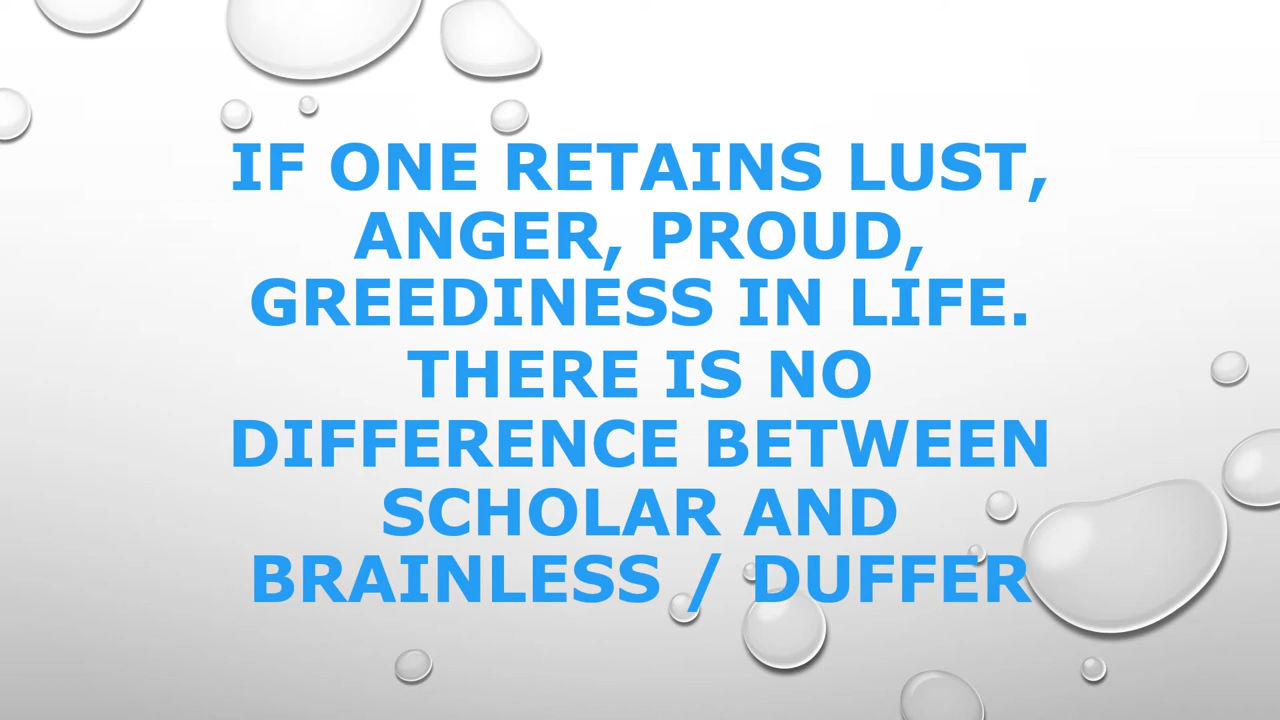 IF ONE RETAINS LUST,
ANGER, PROUD,
GREEDINESS IN LIFE.
THERE IS NO
DIFFERENCE BETWEEN
SCHOLAR AND
BRAINLESS / DUFFER